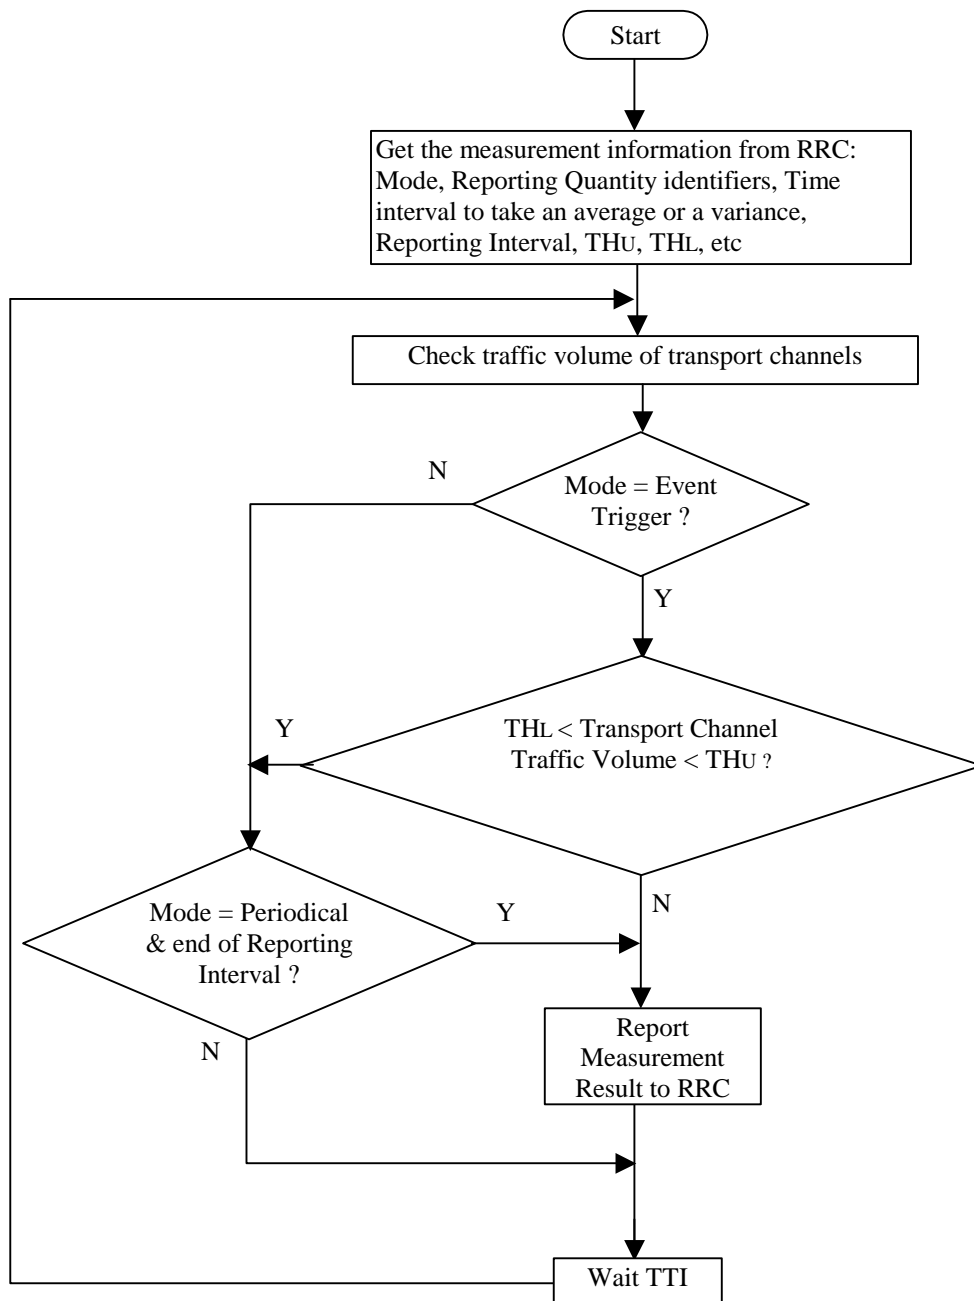 Start
Get the measurement information from RRC:
Mode, Reporting Quantity identifiers, Time
interval to take an average or a variance,
Reporting Interval, THU, THL, etc
Check traffic volume of transport channels
N
Mode = Event
Trigger ?
Y
Y
THL < Transport Channel
Traffic Volume < THU ?
N
Mode = Periodical
& end of Reporting
Interval ?
Y
N
Report
Measurement
Result to RRC
Wait TTI